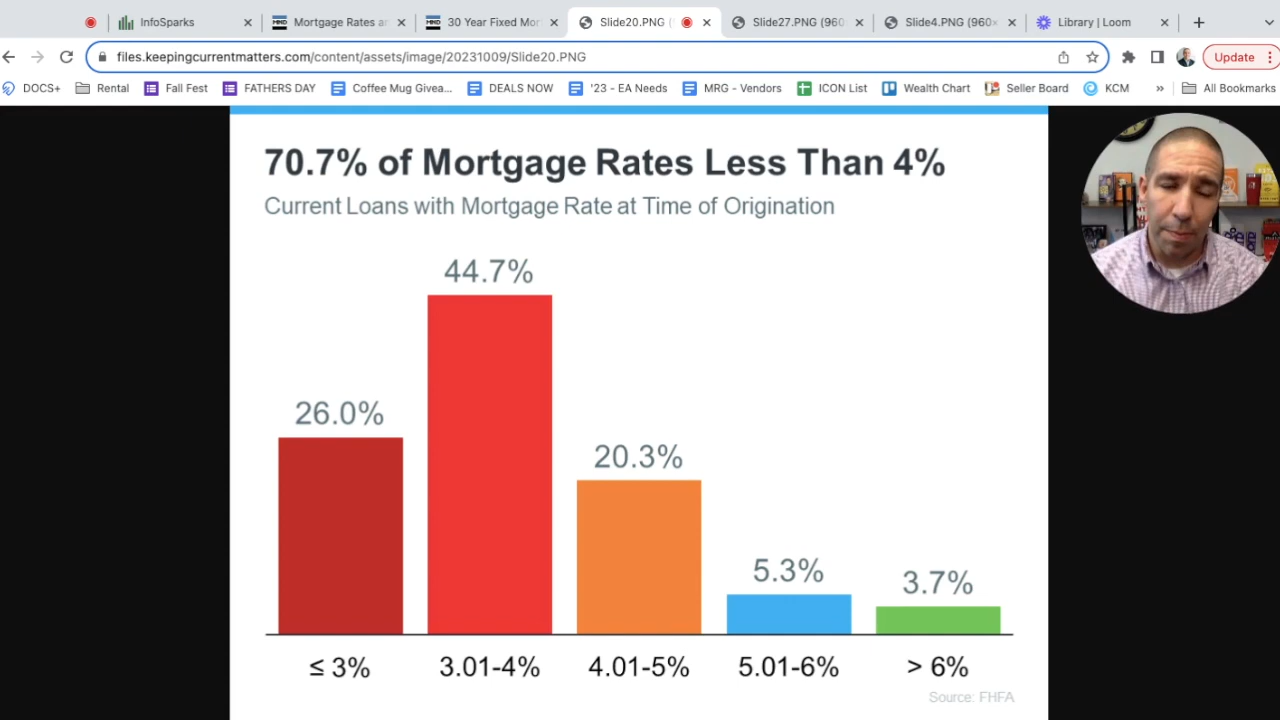 InfoSparks
Mortgage Rates a
30 Year Fixed Mor
Slide20.PNG (
Slide27.PNG (960
Slide4.PNG (960×
Library | Loom
files.keepingcurrentmatters.com/content/assets/image/20231009/Slide20.PNG
Update
DOCS+
Rental
Fall Fest
FATHERS DAY
Coffee Mug Givea...
DEALS NOW
'23 - EA Needs
MRG - Vendors
ICON List
Wealth Chart
Seller Board
KCM
»
All Bookmarks
70.7% of Mortgage Rates Less Than 4%
Current Loans with Mortgage Rate at Time of Origination
26.0%
44.7%
20.3%
5.3%
3.7%
≤ 3%
3.01-4%
4.01-5%
5.01-6%
> 6%
Source: FHFA